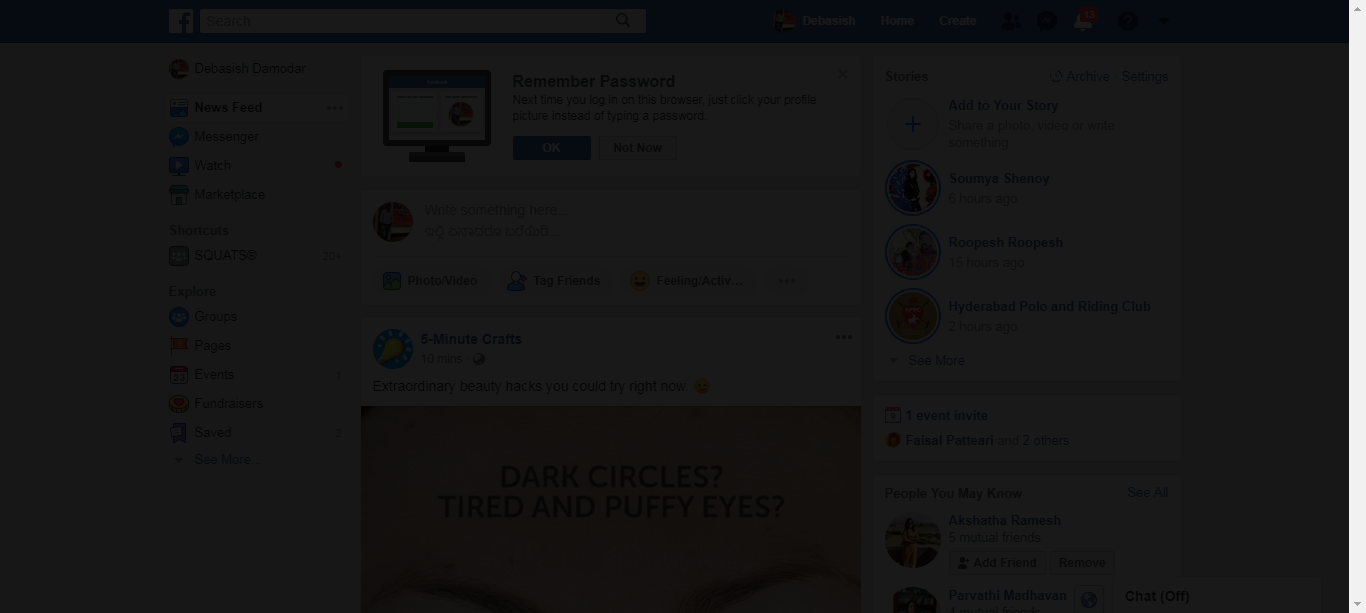 Search
Debasish
Home
Create
13
Debasish Damodar
News Feed
Messenger
Watch
Marketplace
Shortcuts
SQUATS®
20+
Explore
Groups
Pages
Events
Fundraisers
Saved
2
See More...
Remember Password
Next time you log in on this browser, just click your profile
picture instead of typing a password.
OK
Not Now
Write something here...
Photo/Video
Tag Friends
Feeling/Activ...
5-Minute Crafts
10 mins ·
Extraordinary beauty hacks you could try right now.
DARK CIRCLES?
TIRED AND PUFFY EYES?
Stories
Archive · Settings
Add to Your Story
Share a photo, video or write
something
Soumya Shenoy
6 hours ago
Roopesh Roopesh
15 hours ago
Hyderabad Polo and Riding Club
2 hours ago
See More
1 event invite
Faisal Patteari and 2 others
People You May Know
See All
Akshatha Ramesh
5 mutual friends
Add Friend
Remove
Parvathi Madhavan
mutual friends
Chat (Off)